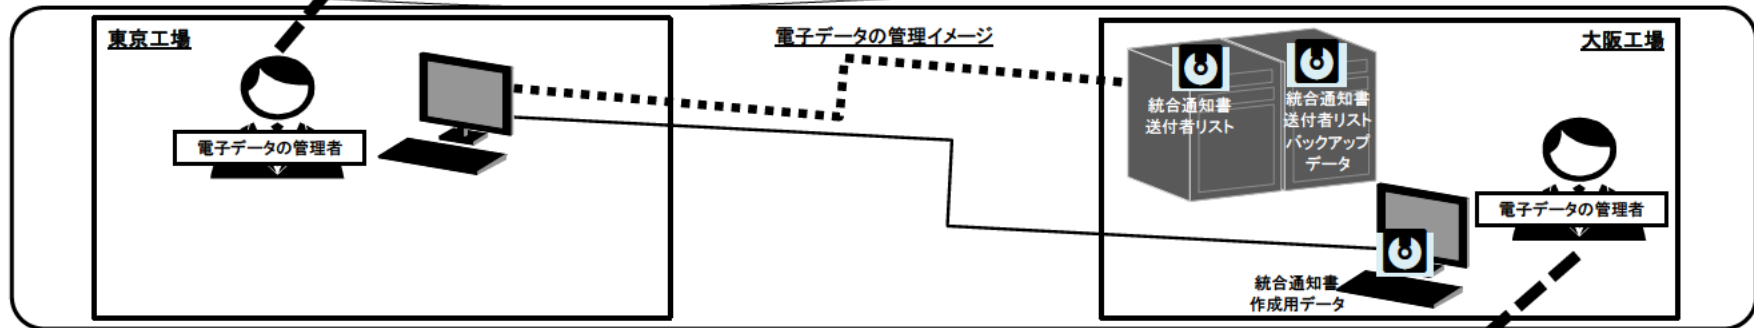 東京工場
電子データの管理者
電子データの管理イメージ
大阪工場
統合通知書
送付者リスト
統合通知書
送付者リスト
バックアップ
データ
電子データの管理者
統合通知書
作成用データ